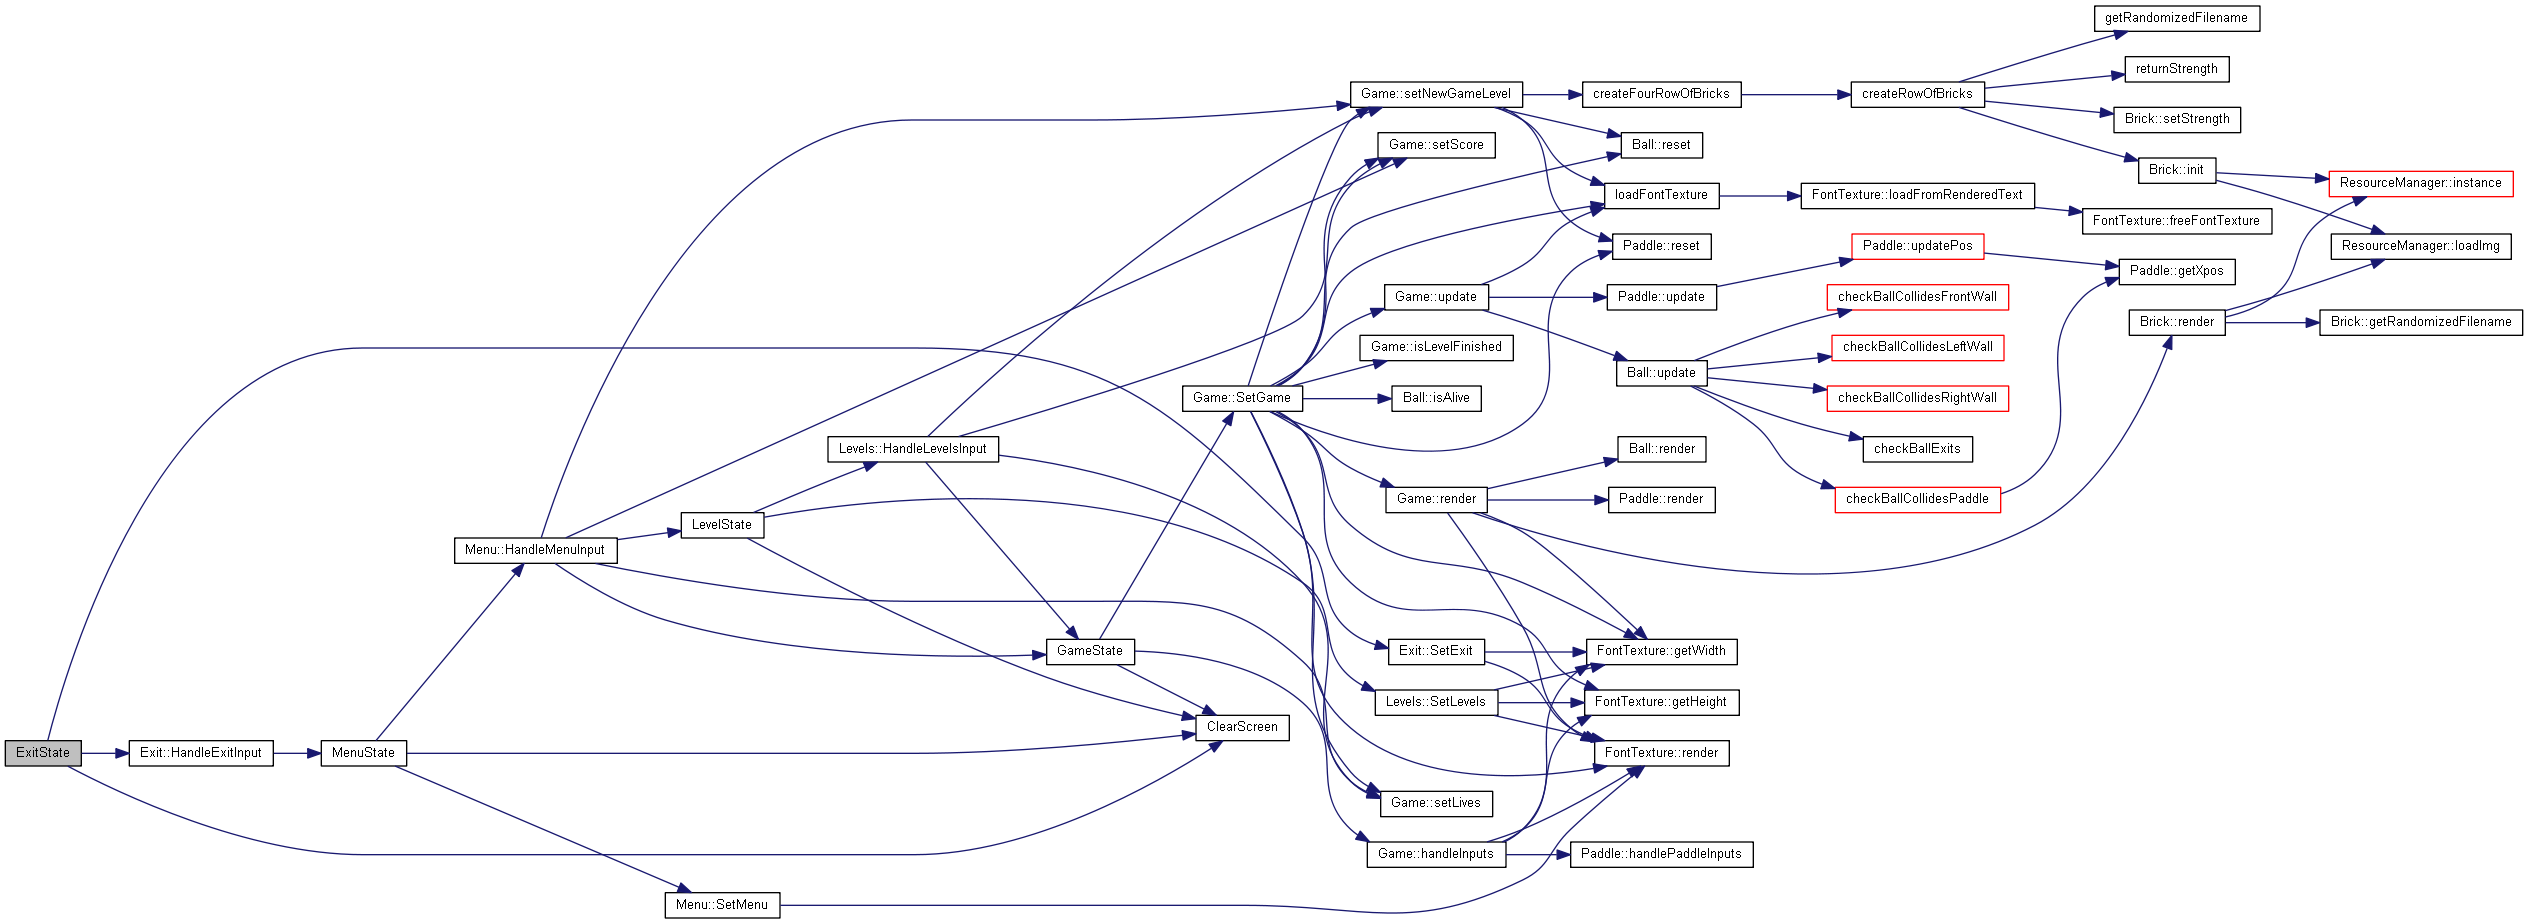 ExitState
Exit::HandleExitInput
MenuState
Menu::HandleMenuInput
Menu::SetMenu
LevelState
Levels::HandleLevelsInput
GameState
ClearScreen
Game::SetGame
Game::setNewGameLevel
Game::setScore
Game::update
Game::isLevelFinished
Ball::isAlive
Game::render
Exit::SetExit
Levels::SetLevels
Game::setLives
Game::handleInputs
createFourRowOfBricks
Ball::reset
loadFontTexture
Paddle::reset
Paddle::update
Ball::update
Ball::render
Paddle::render
FontTexture::getWidth
FontTexture::getHeight
FontTexture::render
Paddle::handlePaddleInputs
createRowOfBricks
FontTexture::loadFromRenderedText
Paddle::updatePos
checkBallCollidesFrontWall
checkBallCollidesLeftWall
checkBallCollidesRightWall
checkBallExits
checkBallCollidesPaddle
getRandomizedFilename
returnStrength
Brick::setStrength
Brick::init
FontTexture::freeFontTexture
Paddle::getXpos
Brick::render
ResourceManager::instance
ResourceManager::loadImg
Brick::getRandomizedFilename